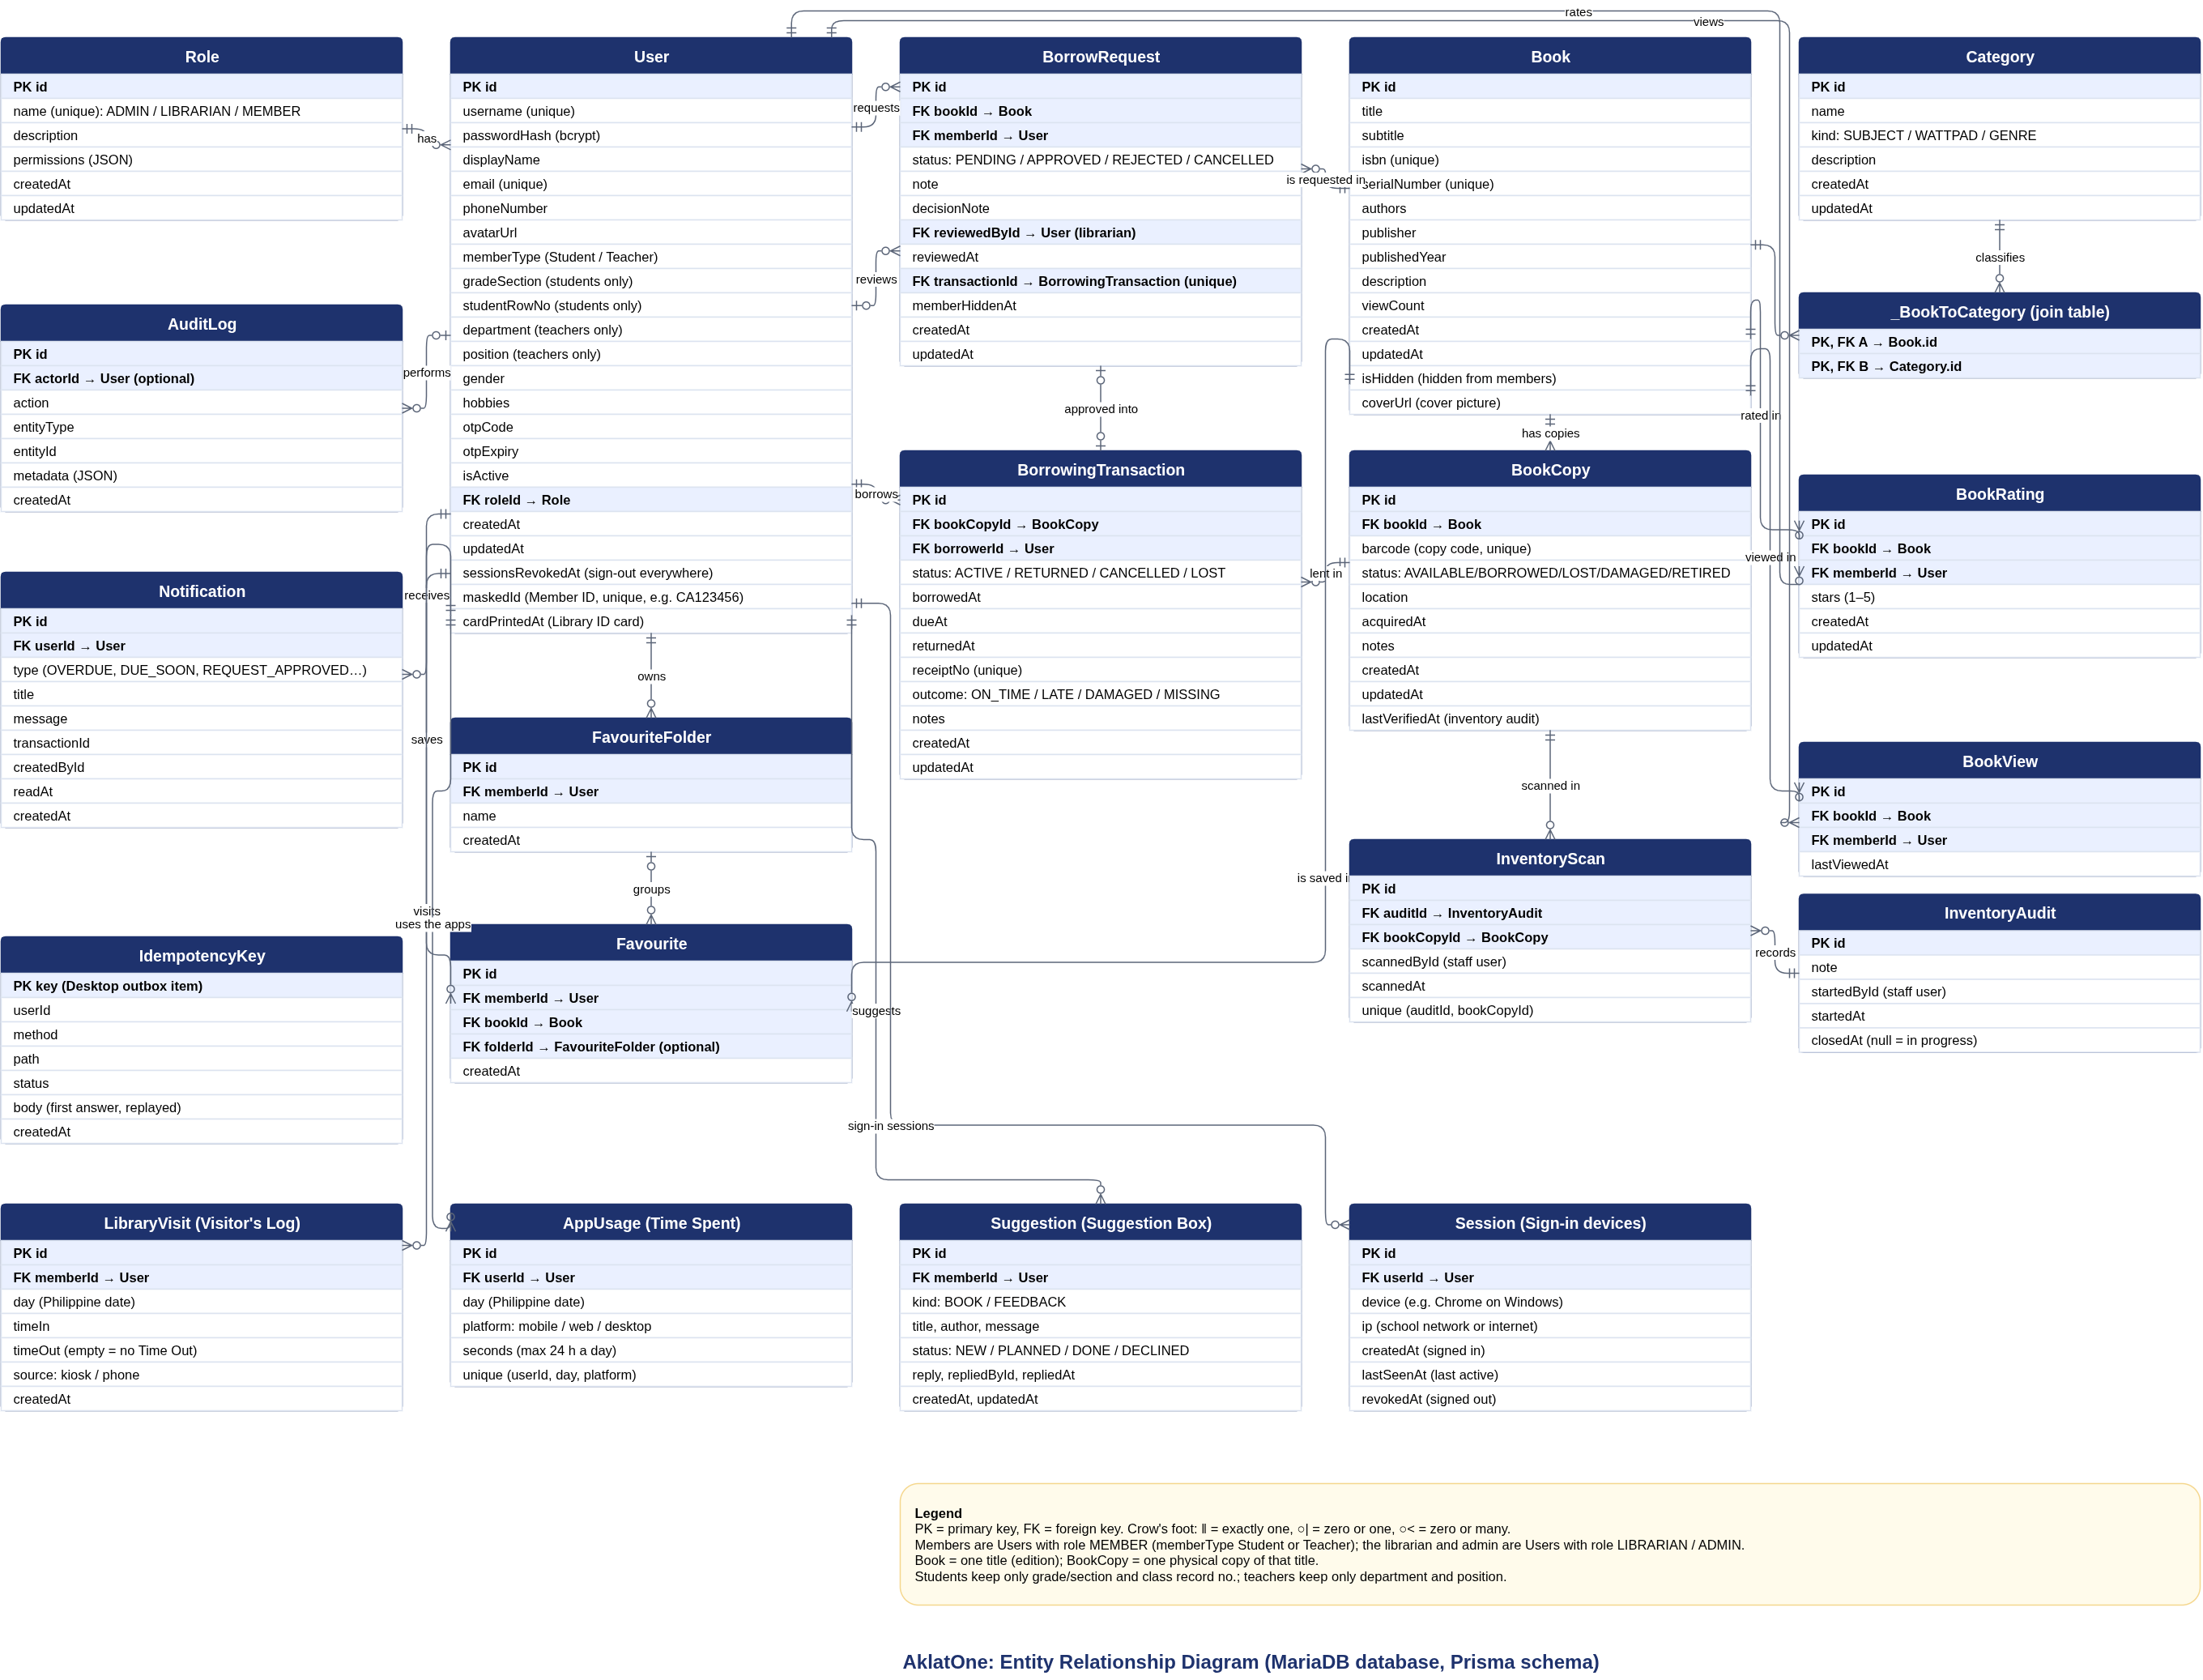 rates
views
Role
PK id
name (unique): ADMIN / LIBRARIAN / MEMBER
description
permissions (JSON)
createdAt
updatedAt
has
User
PK id
username (unique)
passwordHash (bcrypt)
displayName
email (unique)
phoneNumber
avatarUrl
memberType (Student / Teacher)
gradeSection (students only)
studentRowNo (students only)
department (teachers only)
position (teachers only)
gender
hobbies
otpCode
otpExpiry
isActive
FK roleId → Role
createdAt
updatedAt
sessionsRevokedAt (sign-out everywhere)
maskedId (Member ID, unique, e.g. CA123456)
cardPrintedAt (Library ID card)
requests
reviews
borrows
BorrowRequest
PK id
FK bookId → Book
FK memberId → User
status: PENDING / APPROVED / REJECTED / CANCELLED
note
decisionNote
FK reviewedById → User (librarian)
reviewedAt
FK transactionId → BorrowingTransaction (unique)
memberHiddenAt
createdAt
updatedAt
is requested in
approved into
Book
PK id
title
subtitle
isbn (unique)
serialNumber (unique)
authors
publisher
publishedYear
description
viewCount
createdAt
updatedAt
isHidden (hidden from members)
coverUrl (cover picture)
has copies
Category
PK id
name
kind: SUBJECT / WATTPAD / GENRE
description
createdAt
updatedAt
classifies
_BookToCategory (join table)
PK, FK A → Book.id
PK, FK B → Category.id
rated in
viewed in
AuditLog
PK id
FK actorId → User (optional)
action
entityType
entityId
metadata (JSON)
createdAt
performs
BorrowingTransaction
PK id
FK bookCopyId → BookCopy
FK borrowerId → User
status: ACTIVE / RETURNED / CANCELLED / LOST
borrowedAt
dueAt
returnedAt
receiptNo (unique)
outcome: ON_TIME / LATE / DAMAGED / MISSING
notes
createdAt
updatedAt
lent in
BookCopy
PK id
FK bookId → Book
barcode (copy code, unique)
status: AVAILABLE/BORROWED/LOST/DAMAGED/RETIRED
location
acquiredAt
notes
createdAt
updatedAt
lastVerifiedAt (inventory audit)
scanned in
BookRating
PK id
FK bookId → Book
FK memberId → User
stars (1–5)
createdAt
updatedAt
Notification
PK id
FK userId → User
type (OVERDUE, DUE_SOON, REQUEST_APPROVED…)
title
message
transactionId
createdById
readAt
createdAt
receives
saves
owns
FavouriteFolder
PK id
FK memberId → User
name
createdAt
groups
BookView
PK id
FK bookId → Book
FK memberId → User
lastViewedAt
is saved i
InventoryScan
PK id
FK auditId → InventoryAudit
FK bookCopyId → BookCopy
scannedById (staff user)
scannedAt
unique (auditId, bookCopyId)
records
InventoryAudit
PK id
note
startedById (staff user)
startedAt
closedAt (null = in progress)
visits
uses the apps
IdempotencyKey
PK key (Desktop outbox item)
userId
method
path
status
body (first answer, replayed)
createdAt
Favourite
PK id
FK memberId → User
FK bookId → Book
FK folderId → FavouriteFolder (optional)
createdAt
suggests
sign-in sessions
LibraryVisit (Visitor's Log)
PK id
FK memberId → User
day (Philippine date)
timeIn
timeOut (empty = no Time Out)
source: kiosk / phone
createdAt
AppUsage (Time Spent)
PK id
FK userId → User
day (Philippine date)
platform: mobile / web / desktop
seconds (max 24 h a day)
unique (userId, day, platform)
Suggestion (Suggestion Box)
PK id
FK memberId → User
kind: BOOK / FEEDBACK
title, author, message
status: NEW / PLANNED / DONE / DECLINED
reply, repliedById, repliedAt
createdAt, updatedAt
Session (Sign-in devices)
PK id
FK userId → User
device (e.g. Chrome on Windows)
ip (school network or internet)
createdAt (signed in)
lastSeenAt (last active)
revokedAt (signed out)
Legend
PK = primary key, FK = foreign key. Crow's foot: ‖ = exactly one, ○| = zero or one, ○< = zero or many.
Members are Users with role MEMBER (memberType Student or Teacher); the librarian and admin are Users with role LIBRARIAN / ADMIN.
Book = one title (edition); BookCopy = one physical copy of that title.
Students keep only grade/section and class record no.; teachers keep only department and position.
AklatOne: Entity Relationship Diagram (MariaDB database, Prisma schema)